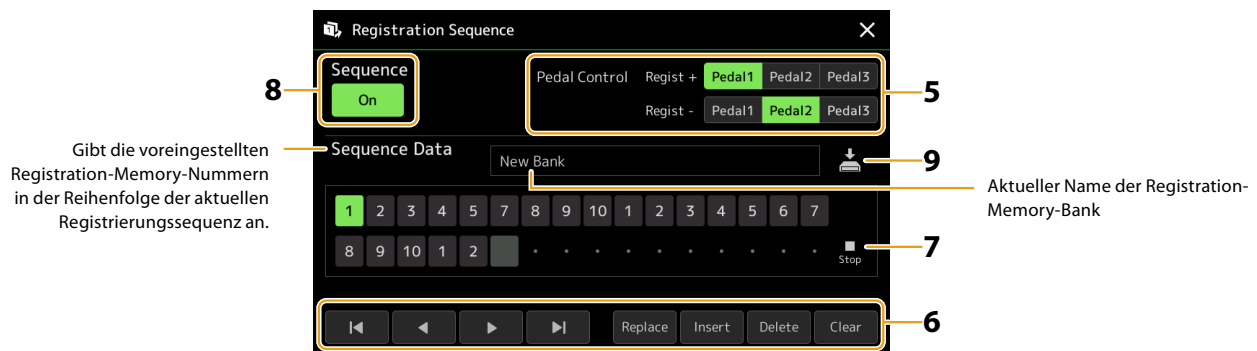 Registration Sequence
Sequence
On
8
Pedal Control
Regist + Pedal1 Pedal2 Pedal3
Regist - Pedal1 Pedal2 Pedal3
5
Gibt die voreingestellten
Registration-Memory-Nummern
in der Reihenfolge der aktuellen
Registrierungssequenz an.
Sequence Data
New Bank
9
Aktueller Name der Registration-
Memory-Bank
1 2 3 4 5 7 8 9 10 1 2 3 4 5 6 7
8 9 10 1 2
Stop
7
Replace Insert Delete Clear
6